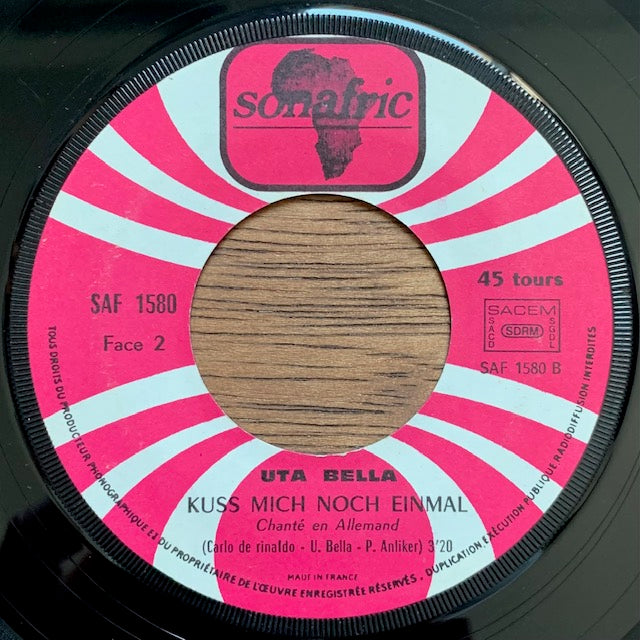 sonafric
SAF 1580
Face 2
45 tours
SACEM
SACD
SDRM
SGDL
SAF 1580 B
UTA BELLA
KUSS MICH NOCH EINMAL
Chanté en Allemand
(Carlo de rinaldo - U. Bella - P. Anliker) 3'20
MADE IN FRANCE
TOUS DROITS DU PRODUCTEUR PHONOGRAPHIQUE ET DU PROPRIÉTAIRE DE L'ŒUVRE ENREGISTRÉE RÉSERVÉS, DUPLICATION EXÉCUTION PUBLIQUE RADIODIFFUSION INTERDITES